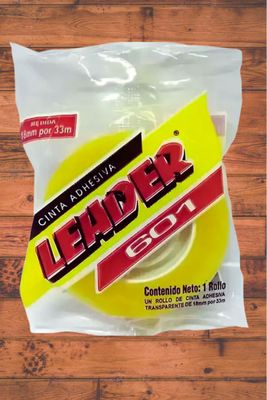 MEDIDA
18mm por 33m
CINTA ADHESIVA
LEADER®
601
Contenido Neto: 1 Rollo
UN ROLLO DE CINTA ADHESIVA
TRANSPARENTE DE 18mm por 33m